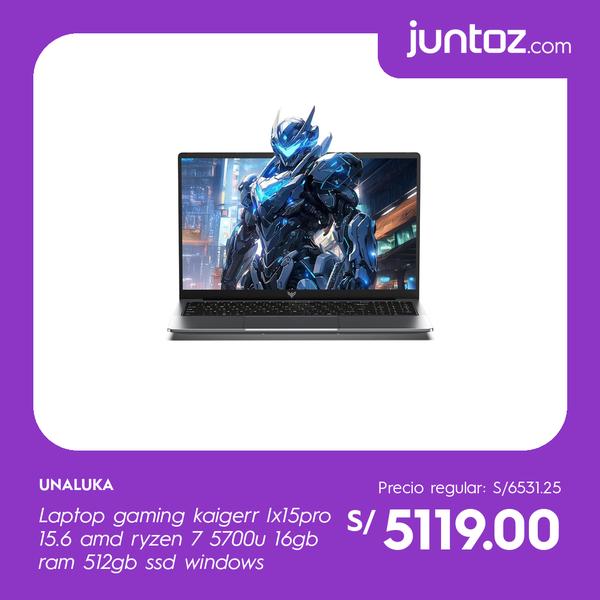 juntoz.com
UNALUKA
Laptop gaming kaigerr lx15pro
15.6 amd ryzen 7 5700u 16gb
ram 512gb ssd windows
Precio regular: S/6531.25
S/ 5119.00